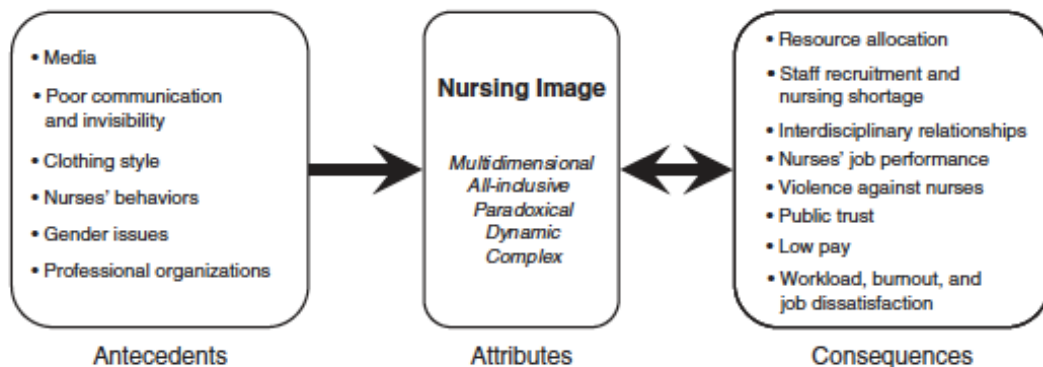 • Media
• Poor communication
and invisibility
• Clothing style
• Nurses' behaviors
• Gender issues
• Professional organizations
Antecedents
Nursing Image
Multidimensional
All-inclusive
Paradoxical
Dynamic
Complex
Attributes
• Resource allocation
• Staff recruitment and
nursing shortage
• Interdisciplinary relationships
• Nurses' job performance
• Violence against nurses
• Public trust
• Low pay
• Workload, burnout, and
job dissatisfaction
Consequences